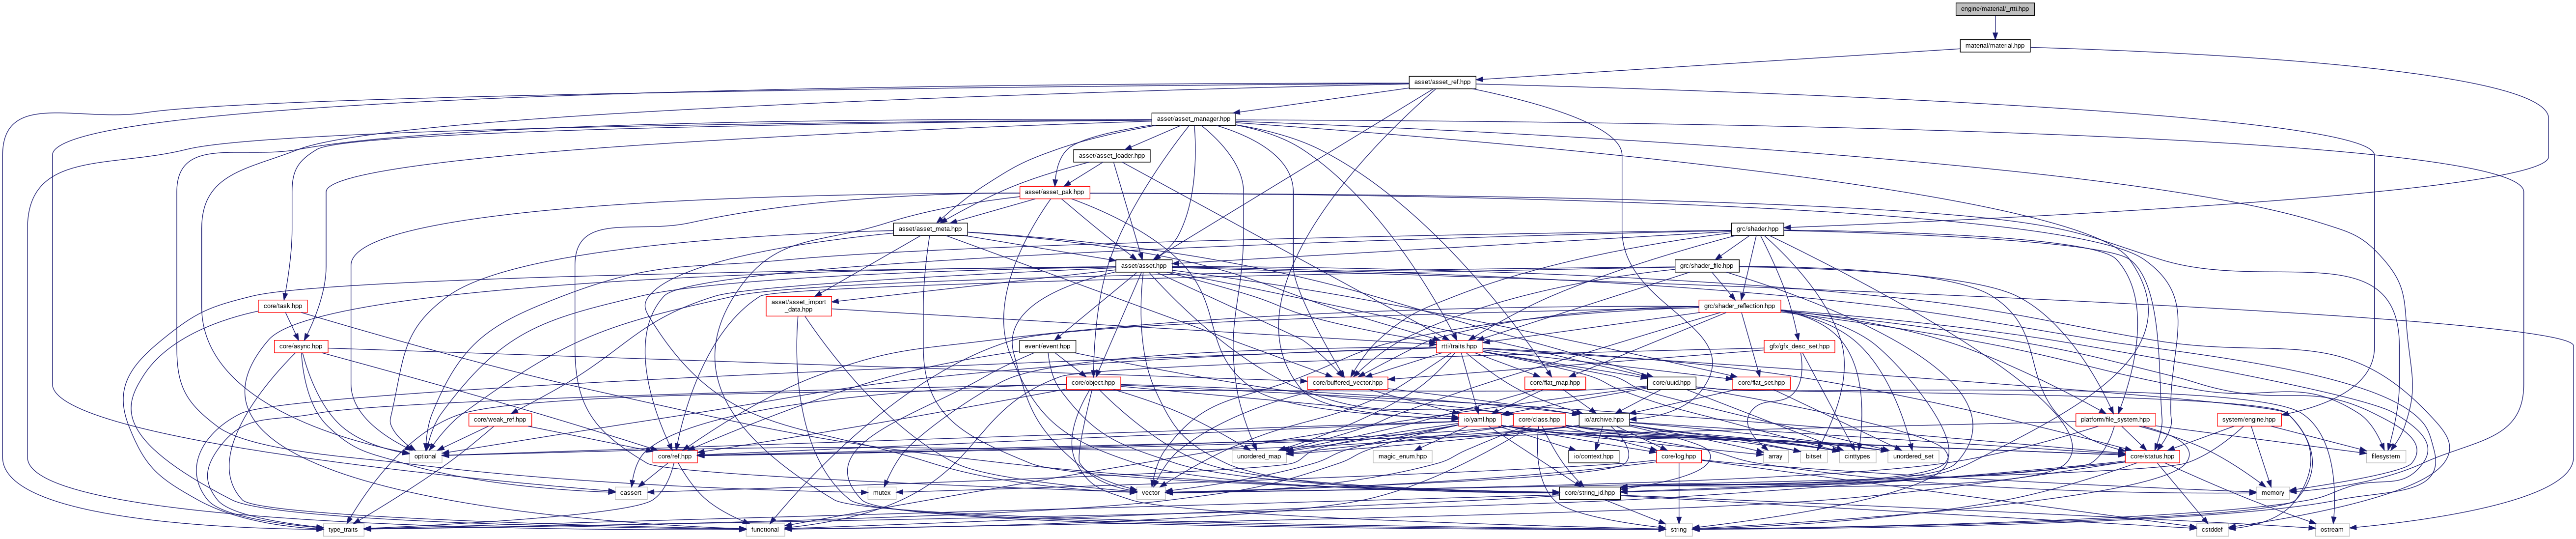 engine/material/_rtti.hpp
material/material.hpp
asset/asset_ref.hpp
asset/asset_manager.hpp
asset/asset_loader.hpp
asset/asset_pak.hpp
asset/asset_meta.hpp
grc/shader.hpp
asset/asset.hpp
grc/shader_file.hpp
core/task.hpp
asset/asset_import
_data.hpp
grc/shader_reflection.hpp
core/async.hpp
event/event.hpp
rtti/traits.hpp
gfx/gfx_desc_set.hpp
core/object.hpp
core/buffered_vector.hpp
core/flat_map.hpp
core/uuid.hpp
core/flat_set.hpp
core/weak_ref.hpp
io/yaml.hpp
core/class.hpp
io/archive.hpp
platform/file_system.hpp
system/engine.hpp
optional
core/ref.hpp
unordered_map
magic_enum.hpp
io/context.hpp
core/log.hpp
array
bitset
cinttypes
unordered_set
core/status.hpp
filesystem
cassert
mutex
vector
core/string_id.hpp
memory
type_traits
functional
string
cstddef
ostream